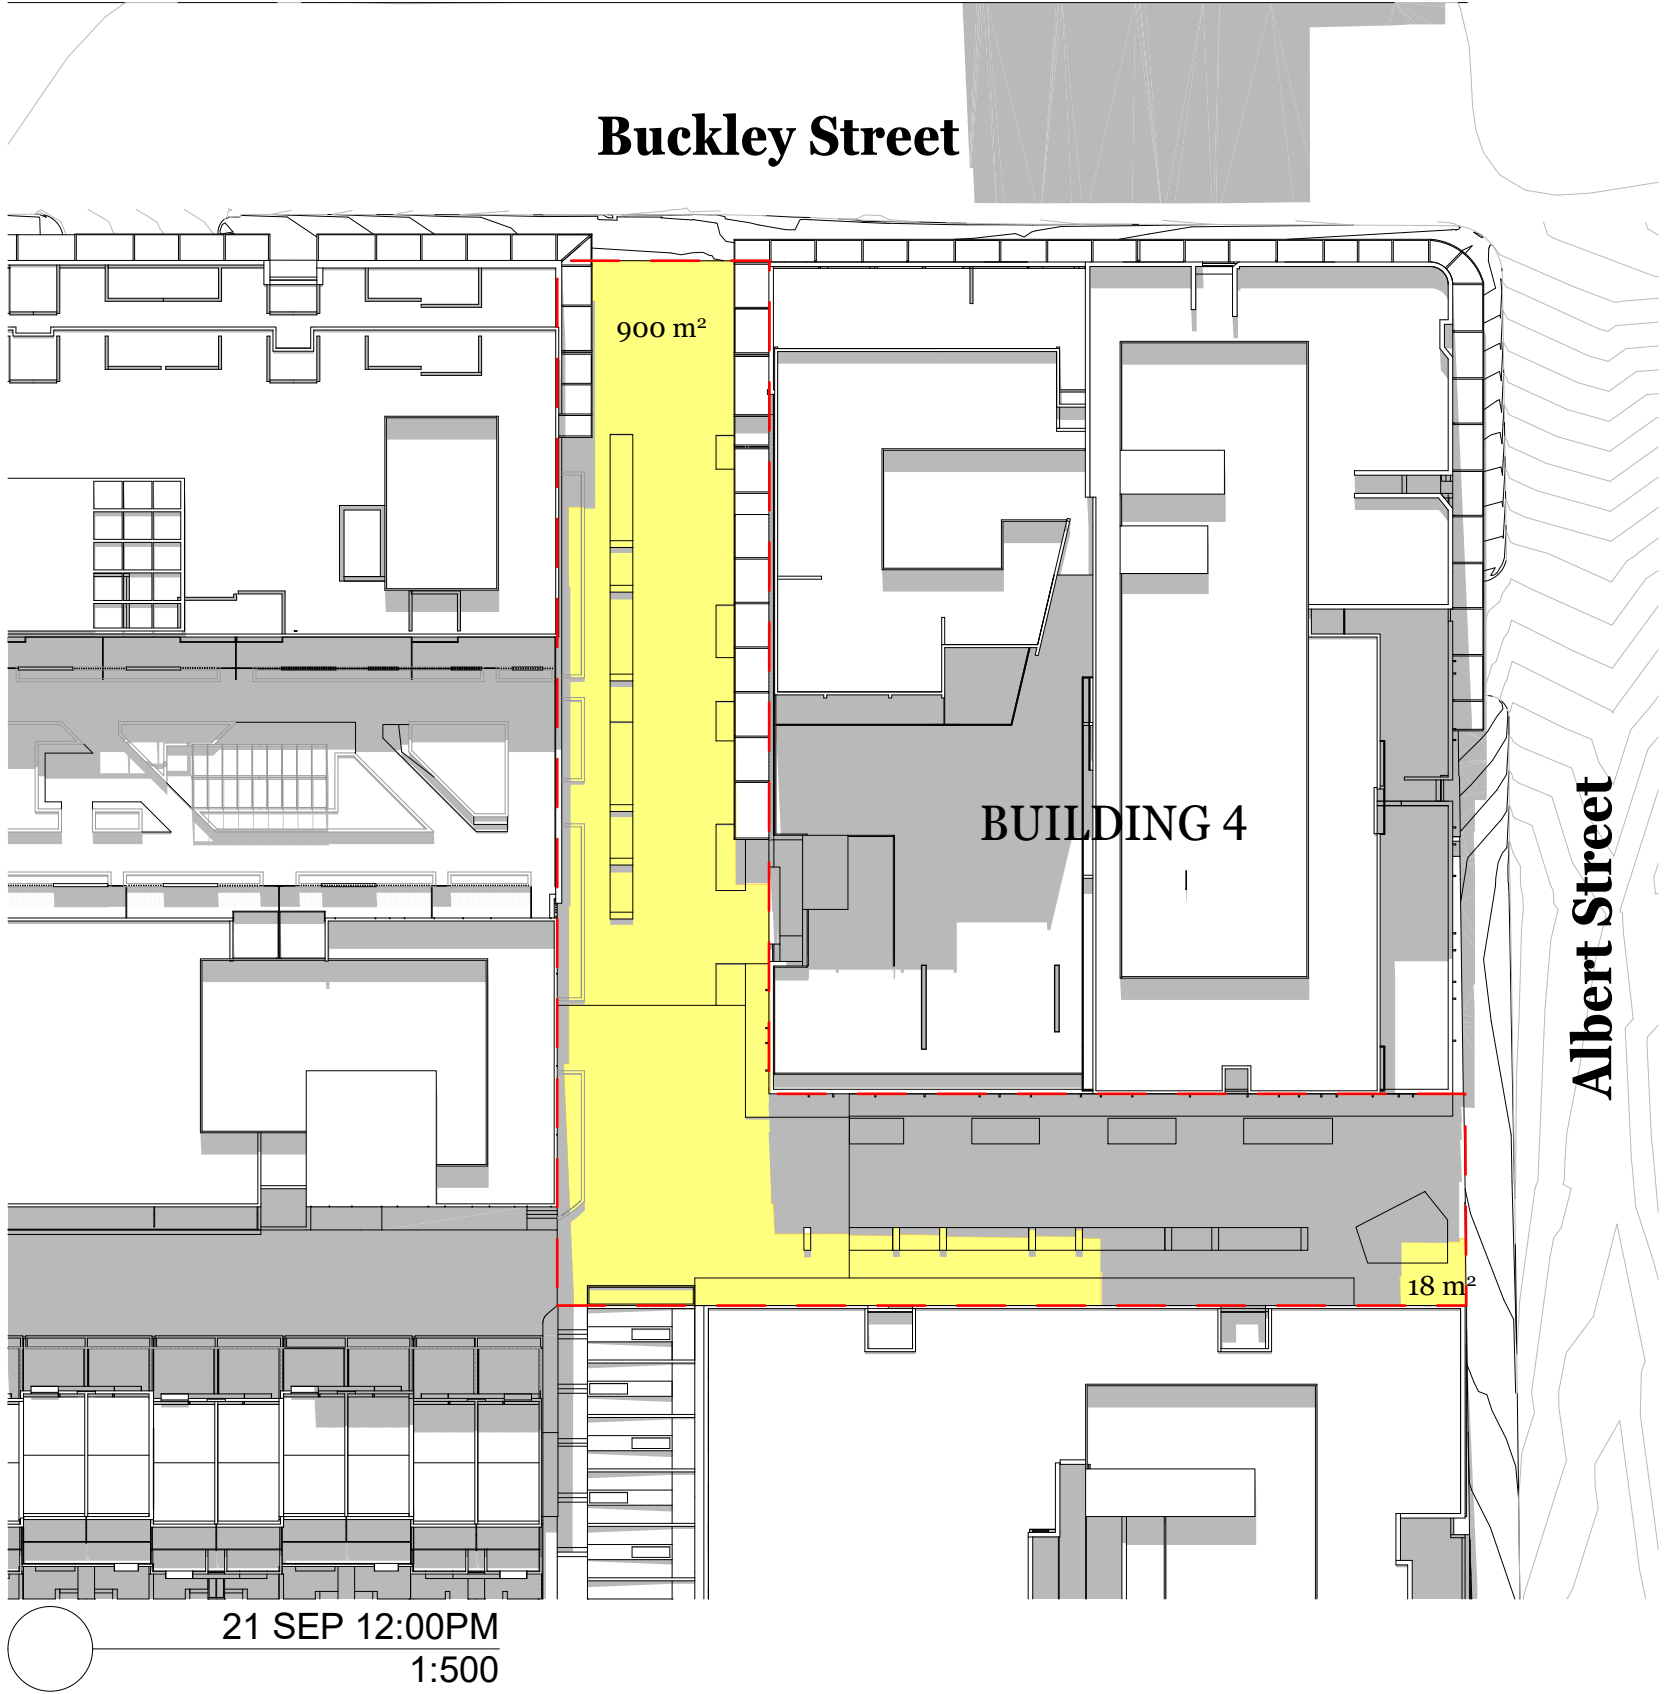 Buckley Street
900 m²
BUILDING 4
Albert Street
18 m²
21 SEP 12:00PM
1:500